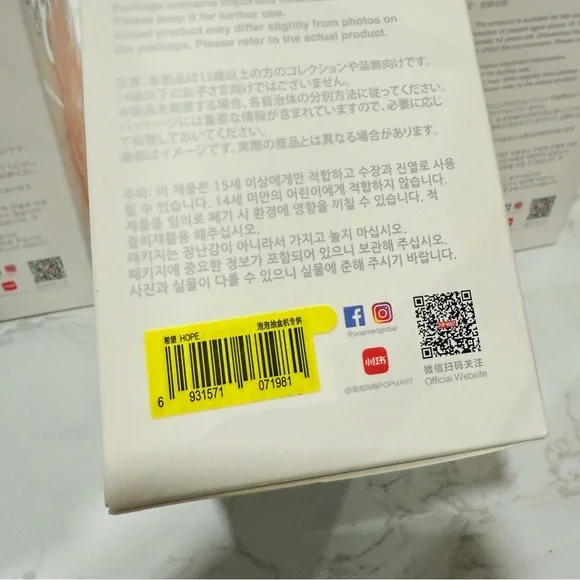 Package contains important
Please keep it for further use.
Actual product may differ slightly from photos on
the package. Please refer to the actual product.
注意: 本製品は15歳以上の方のコレクションや装飾向けです。
14歳以下のお子さま向けではございません。
本製品を廃棄する場合、各自治体の分別方法に従ってください。
パッケージには重要な情報が含まれていますので、必要に応じ
て保管しておいてください。
画像はイメージです。実際の商品とは異なる場合があります。
주의: 이 제품은 15세 이상에게만 적합하고 수장과 진열로 사용
될 수 있습니다. 14세 미만의 어린이에게 적합하지 않습니다.
제품을 임의로 폐기 시 환경에 영향을 끼칠 수 있습니다. 적
결히재활용 해주십시오.
패키지는 장난감이 아니라서 가지고 놀지 마십시오.
패키지에 중요한 정보가 포함되어 있으니 보관해 주십시오.
사진과 실물이 다를 수 있으니 실물에 준해 주시기 바랍니다.
希望 HOPE 泡泡抽盒机专供
6 931571 071981
@popmartglobal
小红书
@泡泡玛特POPMART
POP MART
微信扫码关注
Official Website